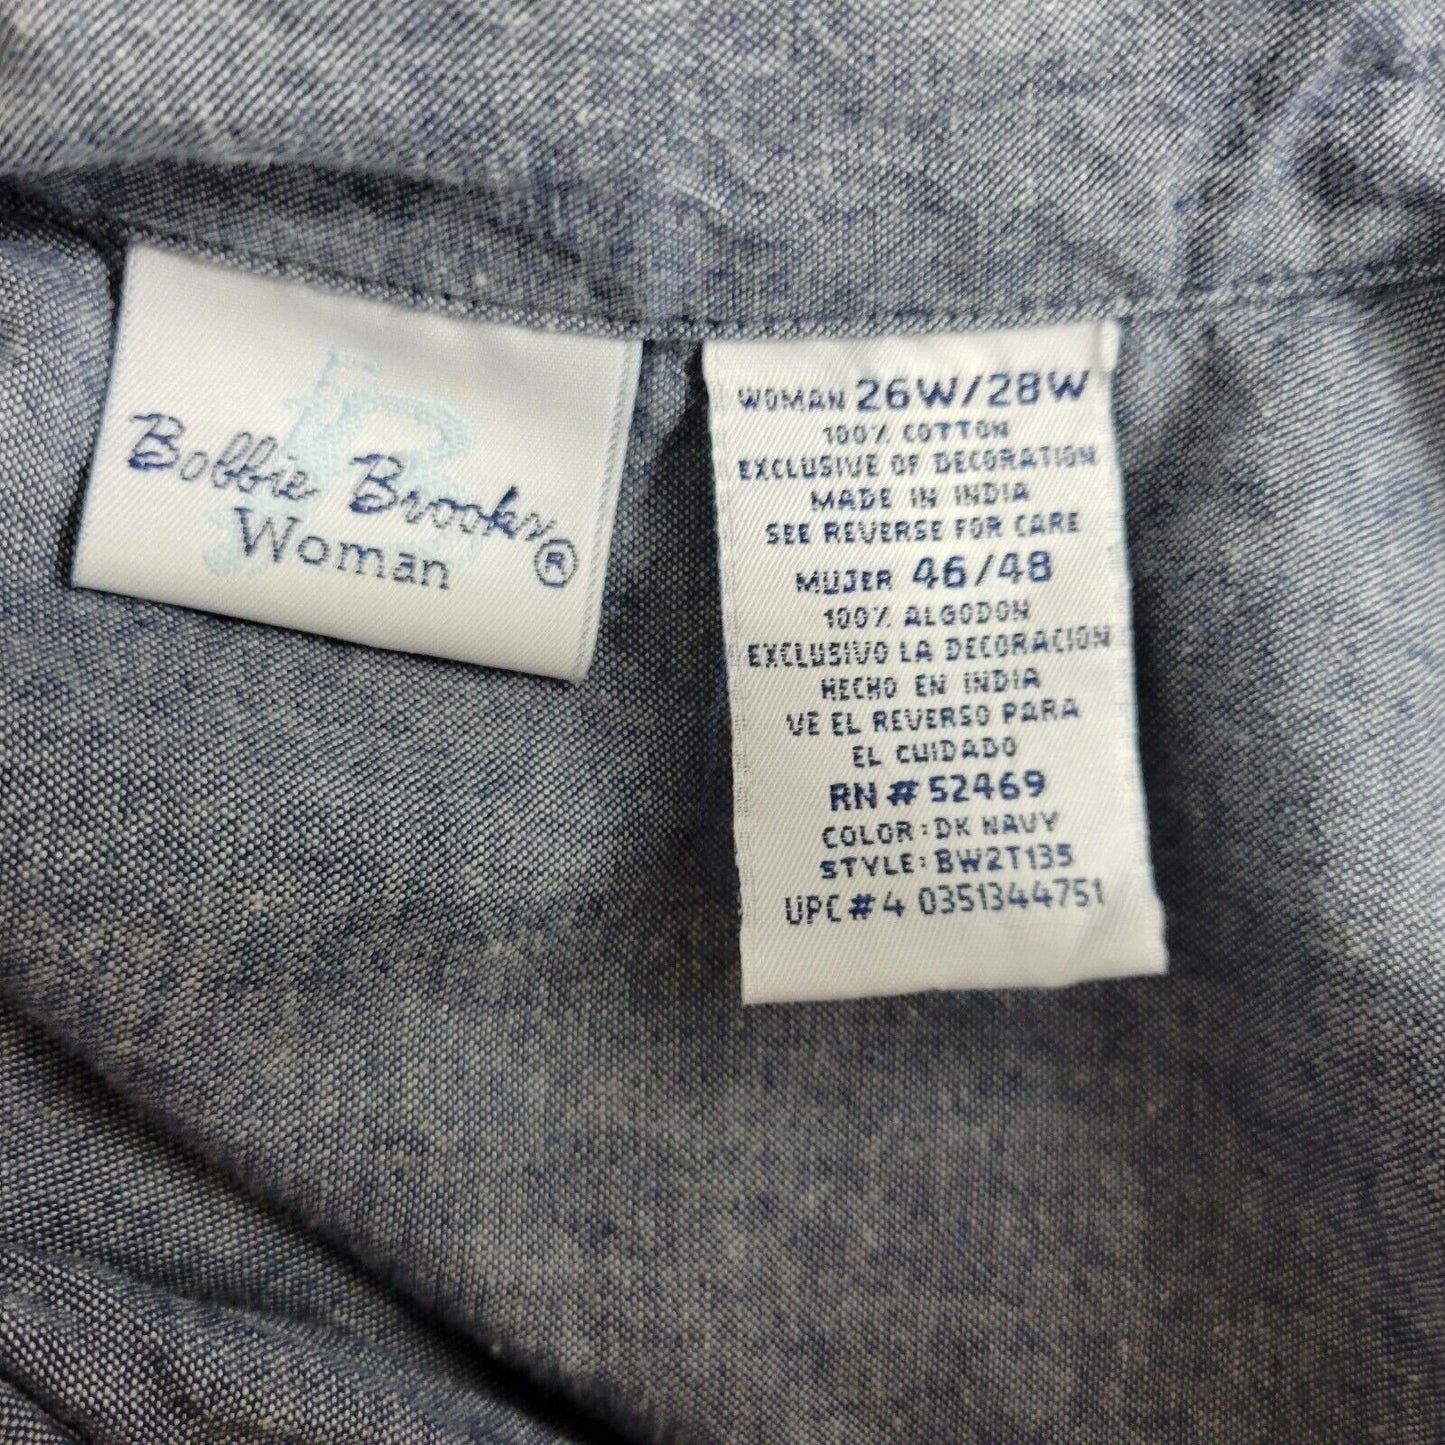 Bobbie Brooks
Woman ®
WOMAN 26W/28W
100% COTTON
EXCLUSIVE OF DECORATION
MADE IN INDIA
SEE REVERSE FOR CARE
MUJER 46/48
100% ALGODON
EXCLUSIVO LA DECORACION
HECHO EN INDIA
VE EL REVERSO PARA
EL CUIDADO
RN # 52469
COLOR: DK NAVY
STYLE: BW2T135
UPC # 4 0351344751